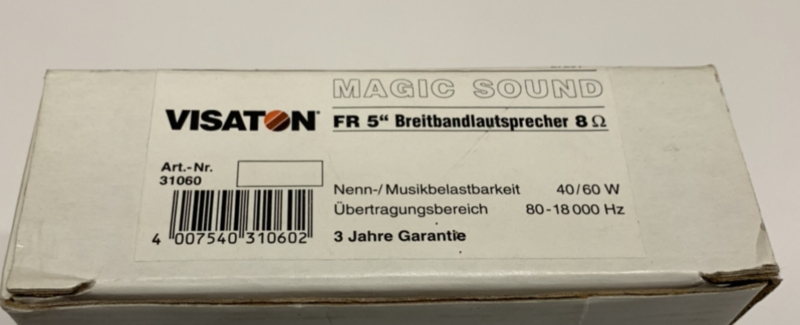 MAGIC SOUND
VISATON
FR 5“ Breitbandlautsprecher 8 Ω
Art.-Nr.
31060
Nenn-/Musikbelastbarkeit 40/60 W
Übertragungsbereich 80-18 000 Hz
4 007540 310602
3 Jahre Garantie